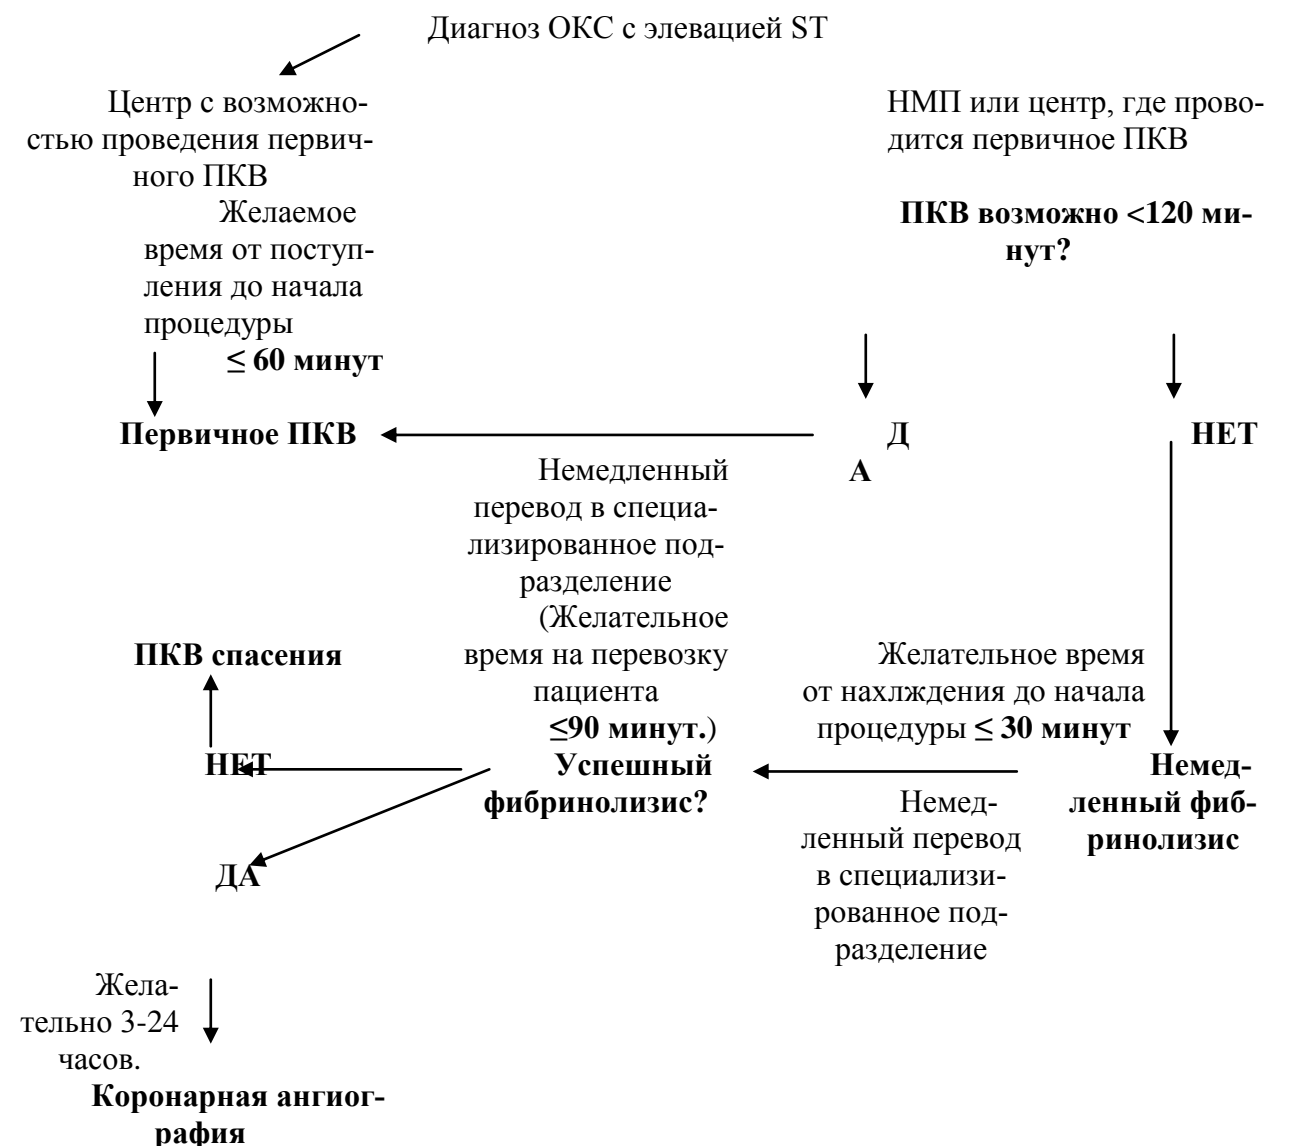 Диагноз ОКС с элевацией ST
Центр с возможно-
стью проведения первич-
ного ПКВ
Желаемое
время от поступ-
ления до начала
процедуры
≤ 60 минут
НМП или центр, где прово-
дится первичное ПКВ
ПКВ возможно <120 ми-
нут?
Первичное ПКВ
Д
А
НЕТ
Немедленный
перевод в специа-
лизированное под-
разделение
(Желательное
время на перевозку
пациента
≤90 минут.)
ПКВ спасения
Желательное время
от нахлждения до начала
процедуры ≤ 30 минут
НЕТ
Успешный
фибринолизис?
Немед-
ленный фиб-
ринолизис
Немед-
ленный перевод
в специализи-
рованное под-
разделение
ДА
Жела-
тельно 3-24
часов.
Коронарная ангиог-
рафия